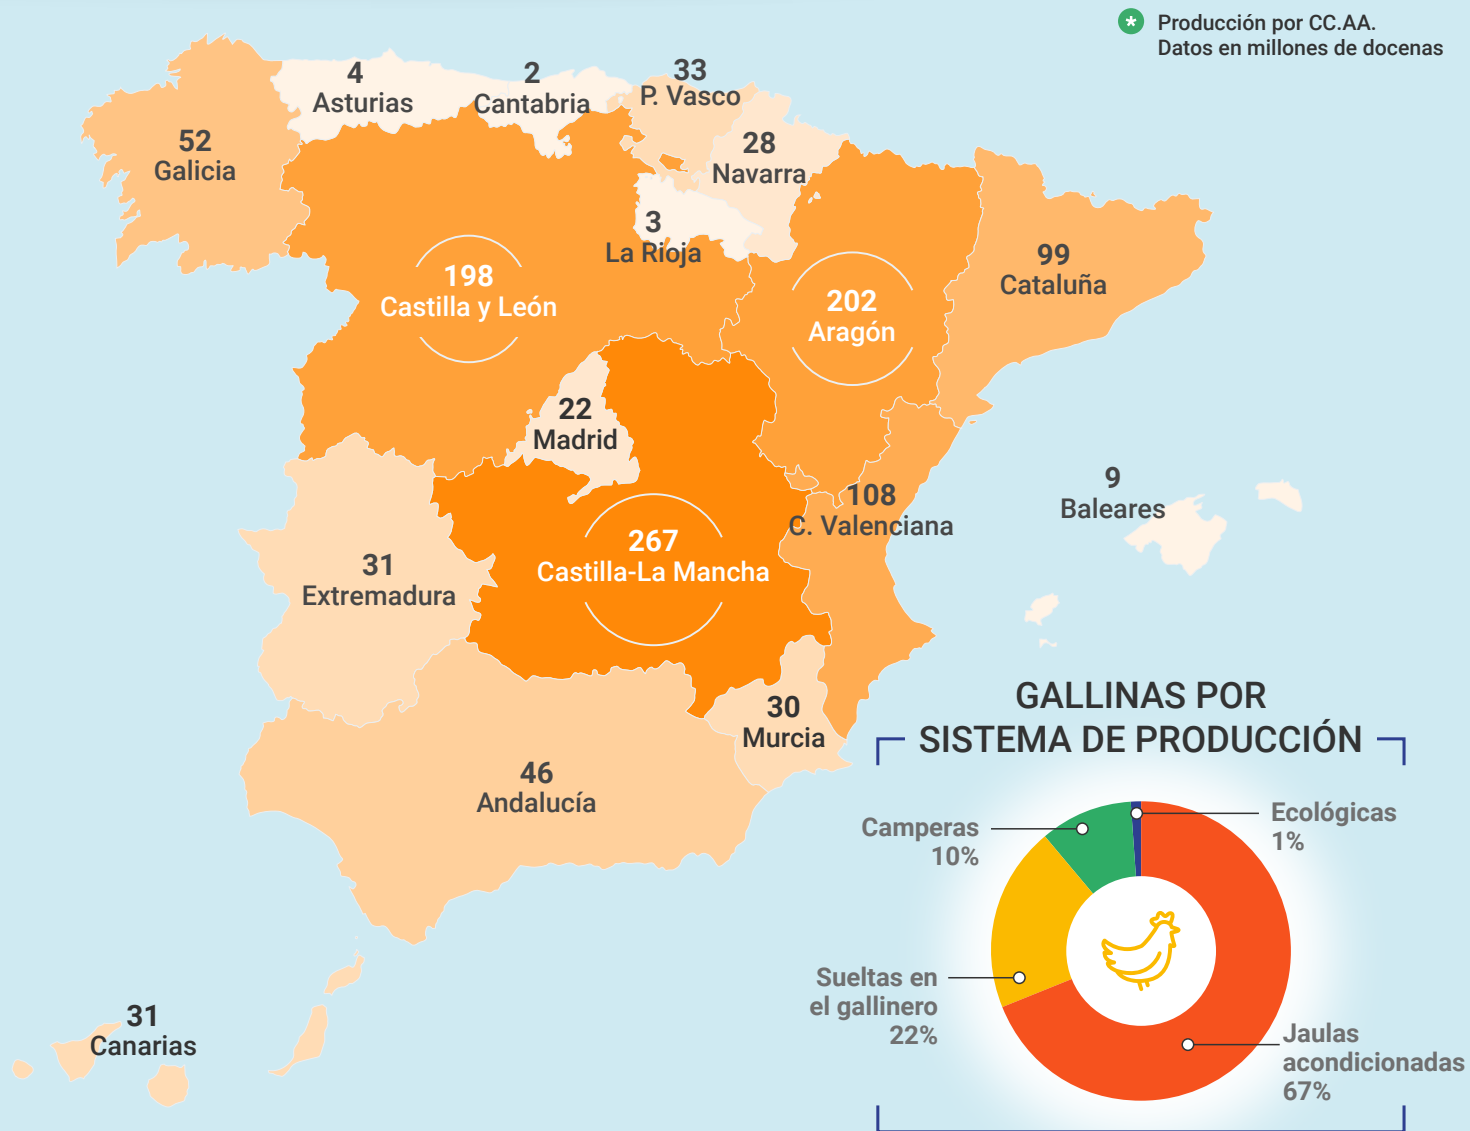 * Producción por CC.AA.
Datos en millones de docenas
4
Asturias
2
Cantabria
33
P. Vasco
52
Galicia
28
Navarra
3
La Rioja
198
Castilla y León
202
Aragón
99
Cataluña
22
Madrid
108
C. Valenciana
9
Baleares
267
Castilla-La Mancha
31
Extremadura
30
Murcia
46
Andalucía
31
Canarias
GALLINAS POR
SISTEMA DE PRODUCCIÓN
Camperas
10%
Ecológicas
1%
Sueltas en
el gallinero
22%
Jaulas
acondicionadas
67%